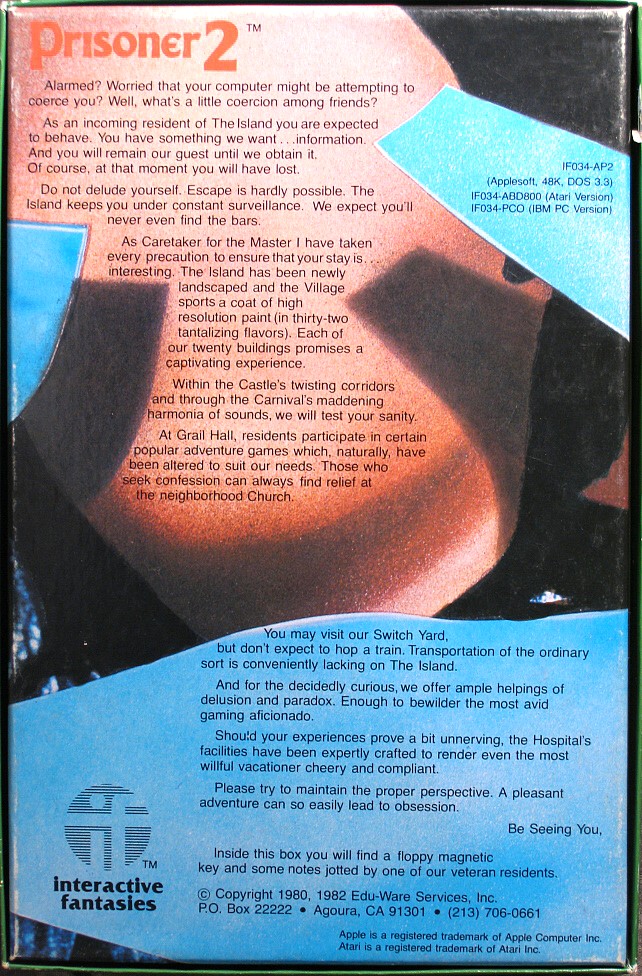 Prisoner 2 ™
Alarmed? Worried that your computer might be attempting to
coerce you? Well, what's a little coercion among friends?
As an incoming resident of The Island you are expected
to behave. You have something we want . . . information.
And you will remain our guest until we obtain it.
Of course, at that moment you will have lost.
Do not delude yourself. Escape is hardly possible. The
Island keeps you under constant surveillance. We expect you'll
never even find the bars.
As Caretaker for the Master I have taken
every precaution to ensure that your stay is . . .
interesting. The Island has been newly
landscaped and the Village
sports a coat of high
resolution paint (in thirty-two
tantalizing flavors). Each of
our twenty buildings promises a
captivating experience.
Within the Castle's twisting corridors
and through the Carnival's maddening
harmonia of sounds, we will test your sanity.
At Grail Hall, residents participate in certain
popular adventure games which, naturally, have
been altered to suit our needs. Those who
seek confession can always find relief at
the neighborhood Church.
IF034-AP2
(Applesoft, 48K, DOS 3.3)
IF034-ABD800 (Atari Version)
IF034-PCO (IBM PC Version)
You may visit our Switch Yard,
but don't expect to hop a train. Transportation of the ordinary
sort is conveniently lacking on The Island.
And for the decidedly curious, we offer ample helpings of
delusion and paradox. Enough to bewilder the most avid
gaming aficionado.
Should your experiences prove a bit unnerving, the Hospital's
facilities have been expertly crafted to render even the most
willful vacationer cheery and compliant.
Please try to maintain the proper perspective. A pleasant
adventure can so easily lead to obsession.
Be Seeing You,
Inside this box you will find a floppy magnetic
key and some notes jotted by one of our veteran residents.
TM
interactive
fantasies
© Copyright 1980, 1982 Edu-Ware Services, Inc.
P.O. Box 22222 • Agoura, CA 91301 • (213) 706-0661
Apple is a registered trademark of Apple Computer Inc.
Atari is a registered trademark of Atari Inc.